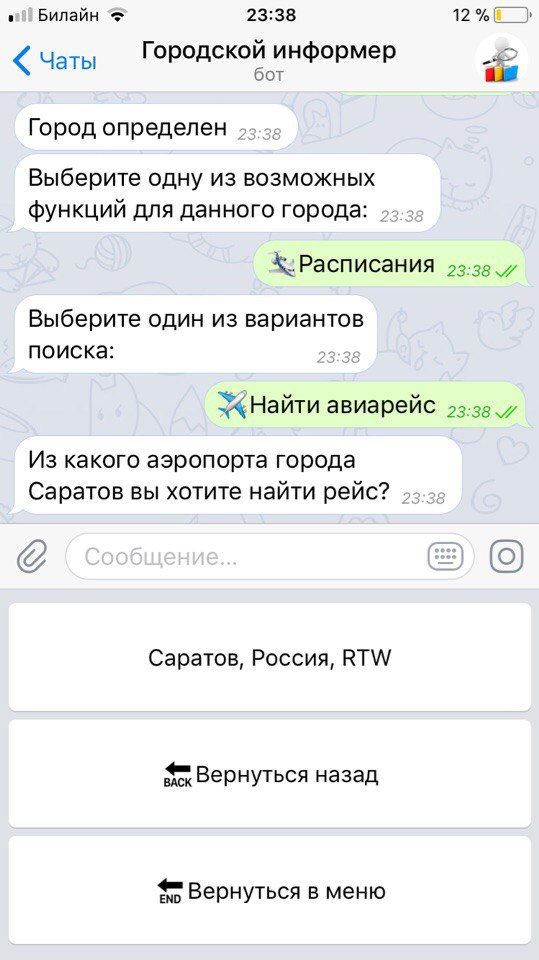 Билайн 23:38 12 %
Чаты
Городской информер
бот
Город определен 23:38
Выберите одну из возможных
функций для данного города: 23:38
Расписания 23:38
Выберите один из вариантов
поиска: 23:38
Найти авиарейс 23:38
Из какого аэропорта города
Саратов вы хотите найти рейс? 23:38
Сообщение...
Саратов, Россия, RTW
BACK Вернуться назад
END Вернуться в меню